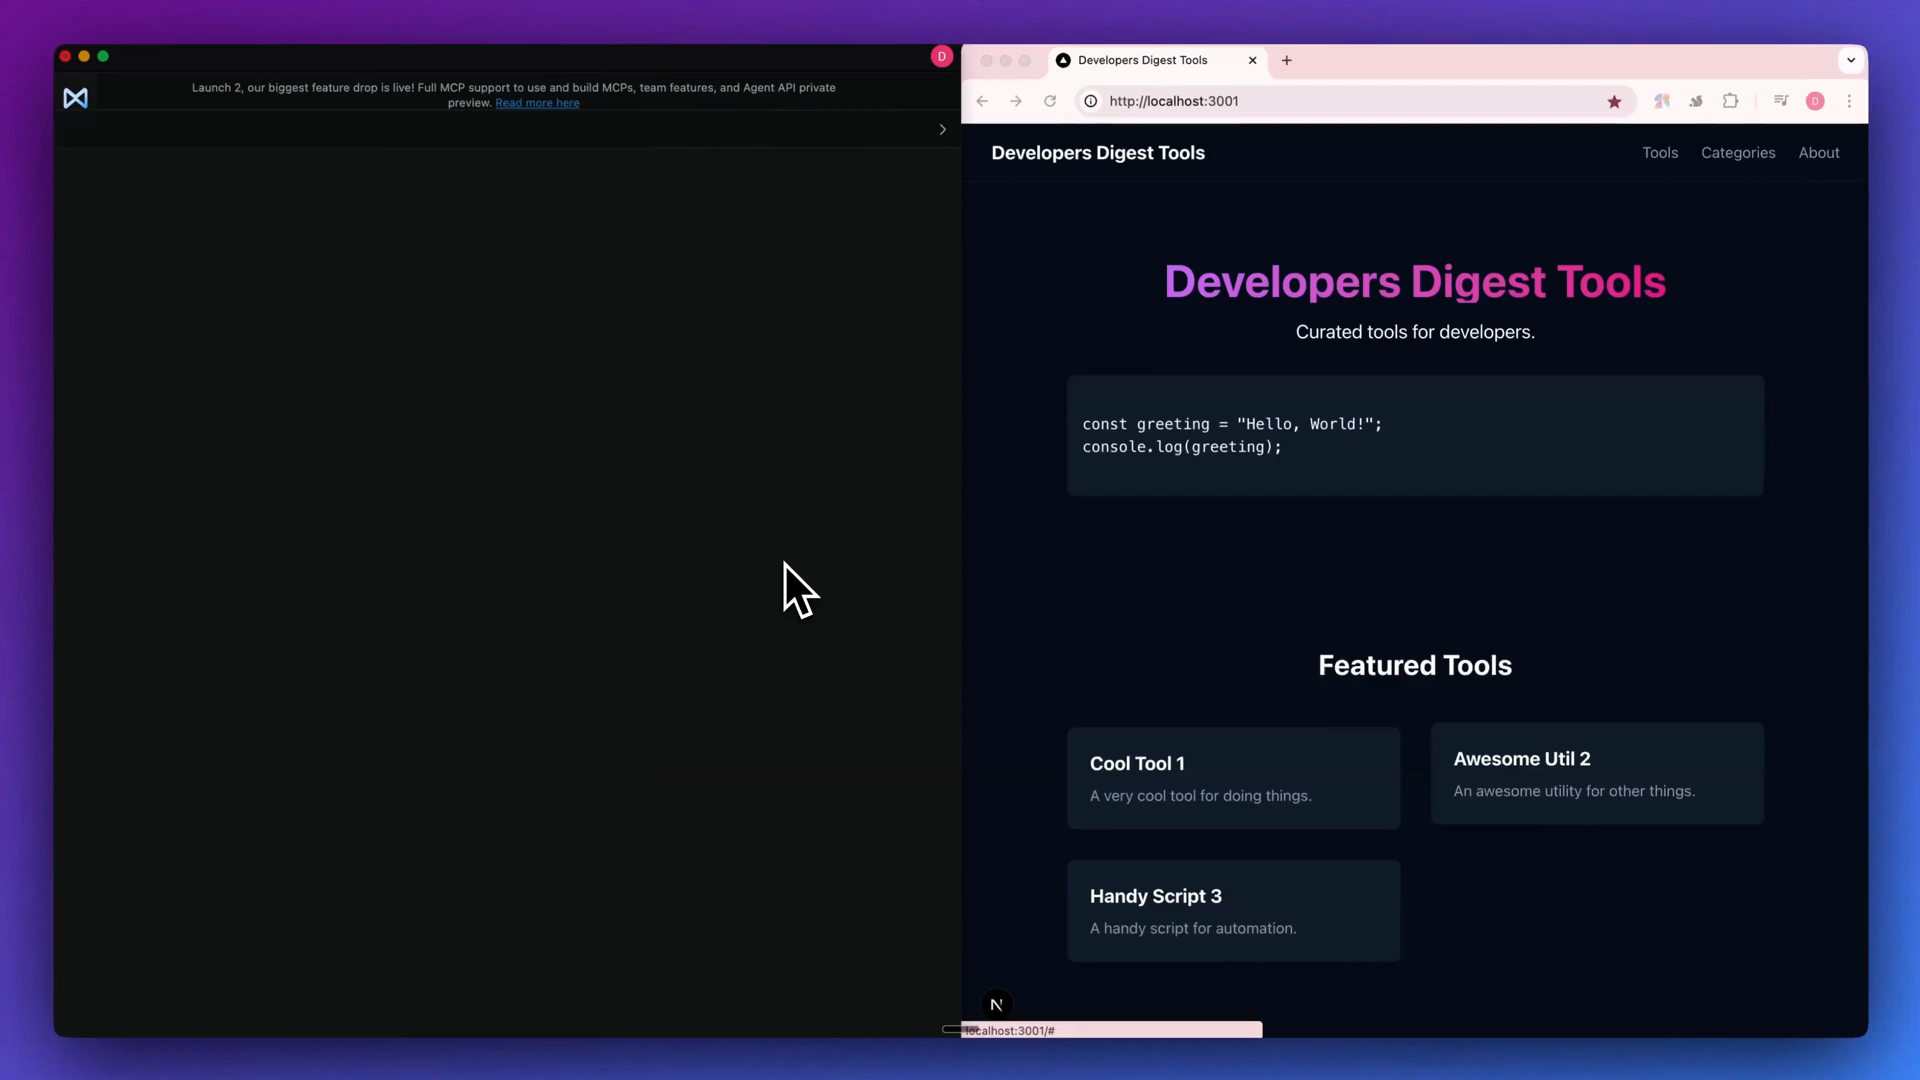 D
Launch 2, our biggest feature drop is live! Full MCP support to use and build MCPs, team features, and Agent API private
preview. Read more here
Developers Digest Tools
http://localhost:3001
D
Developers Digest Tools
Tools
Categories
About
Developers Digest Tools
Curated tools for developers.
const greeting = "Hello, World!";
console.log(greeting);
Featured Tools
Cool Tool 1
A very cool tool for doing things.
Awesome Util 2
An awesome utility for other things.
Handy Script 3
A handy script for automation.
N
localhost:3001/#